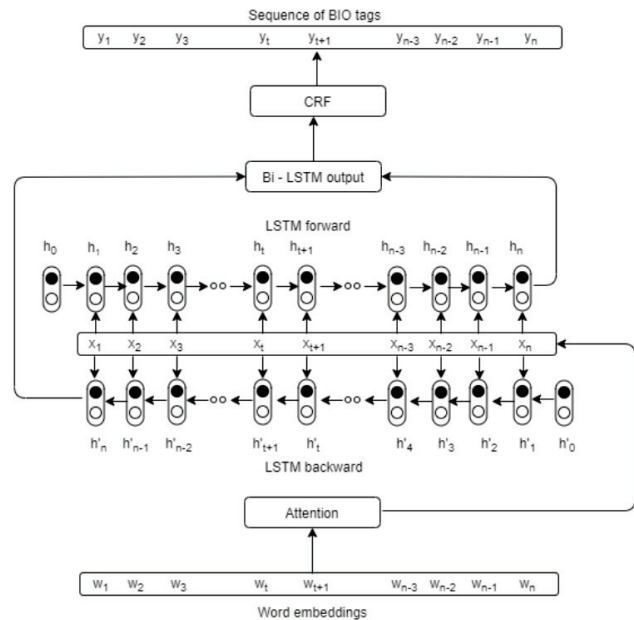 Sequence of BIO tags
y₁ y₂ y₃ yₜ yₜ₊₁ yₙ₋₃ yₙ₋₂ yₙ₋₁ yₙ
CRF
Bi - LSTM output
LSTM forward
h₀ h₁ h₂ h₃ hₜ hₜ₊₁ hₙ₋₃ hₙ₋₂ hₙ₋₁ hₙ
x₁ x₂ x₃ xₜ xₜ₊₁ xₙ₋₃ xₙ₋₂ xₙ₋₁ xₙ
h'ₙ h'ₙ₋₁ h'ₙ₋₂ h'ₜ₊₁ h'ₜ h'₄ h'₃ h'₂ h'₁ h'₀
LSTM backward
Attention
w₁ w₂ w₃ wₜ wₜ₊₁ wₙ₋₃ wₙ₋₂ wₙ₋₁ wₙ
Word embeddings